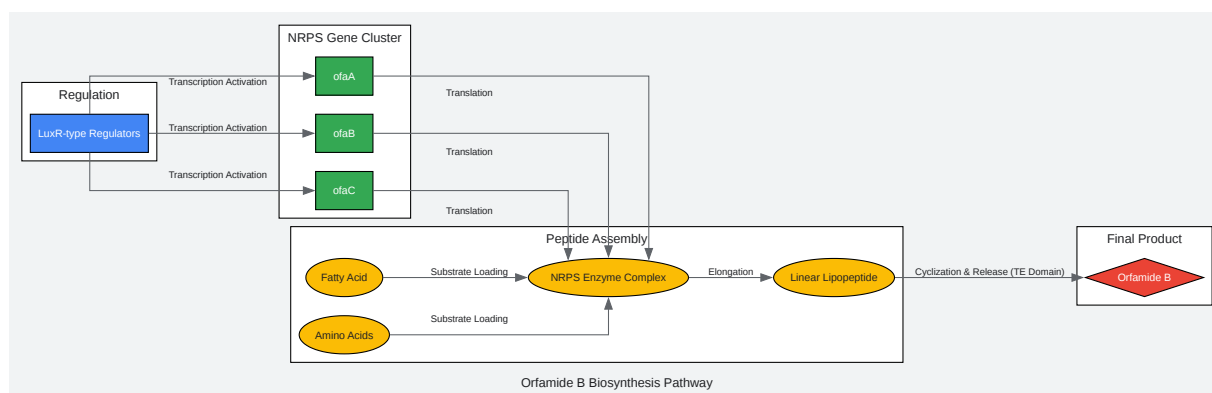 NRPS Gene Cluster
ofaA
Transcription Activation
Translation
Regulation
LuxR-type Regulators
Transcription Activation
ofaB
Translation
Transcription Activation
ofaC
Translation
Peptide Assembly
Final Product
Fatty Acid
Substrate Loading
NRPS Enzyme Complex
Elongation
Linear Lipopeptide
Cyclization & Release (TE Domain)
Orfamide B
Substrate Loading
Amino Acids
Orfamide B Biosynthesis Pathway